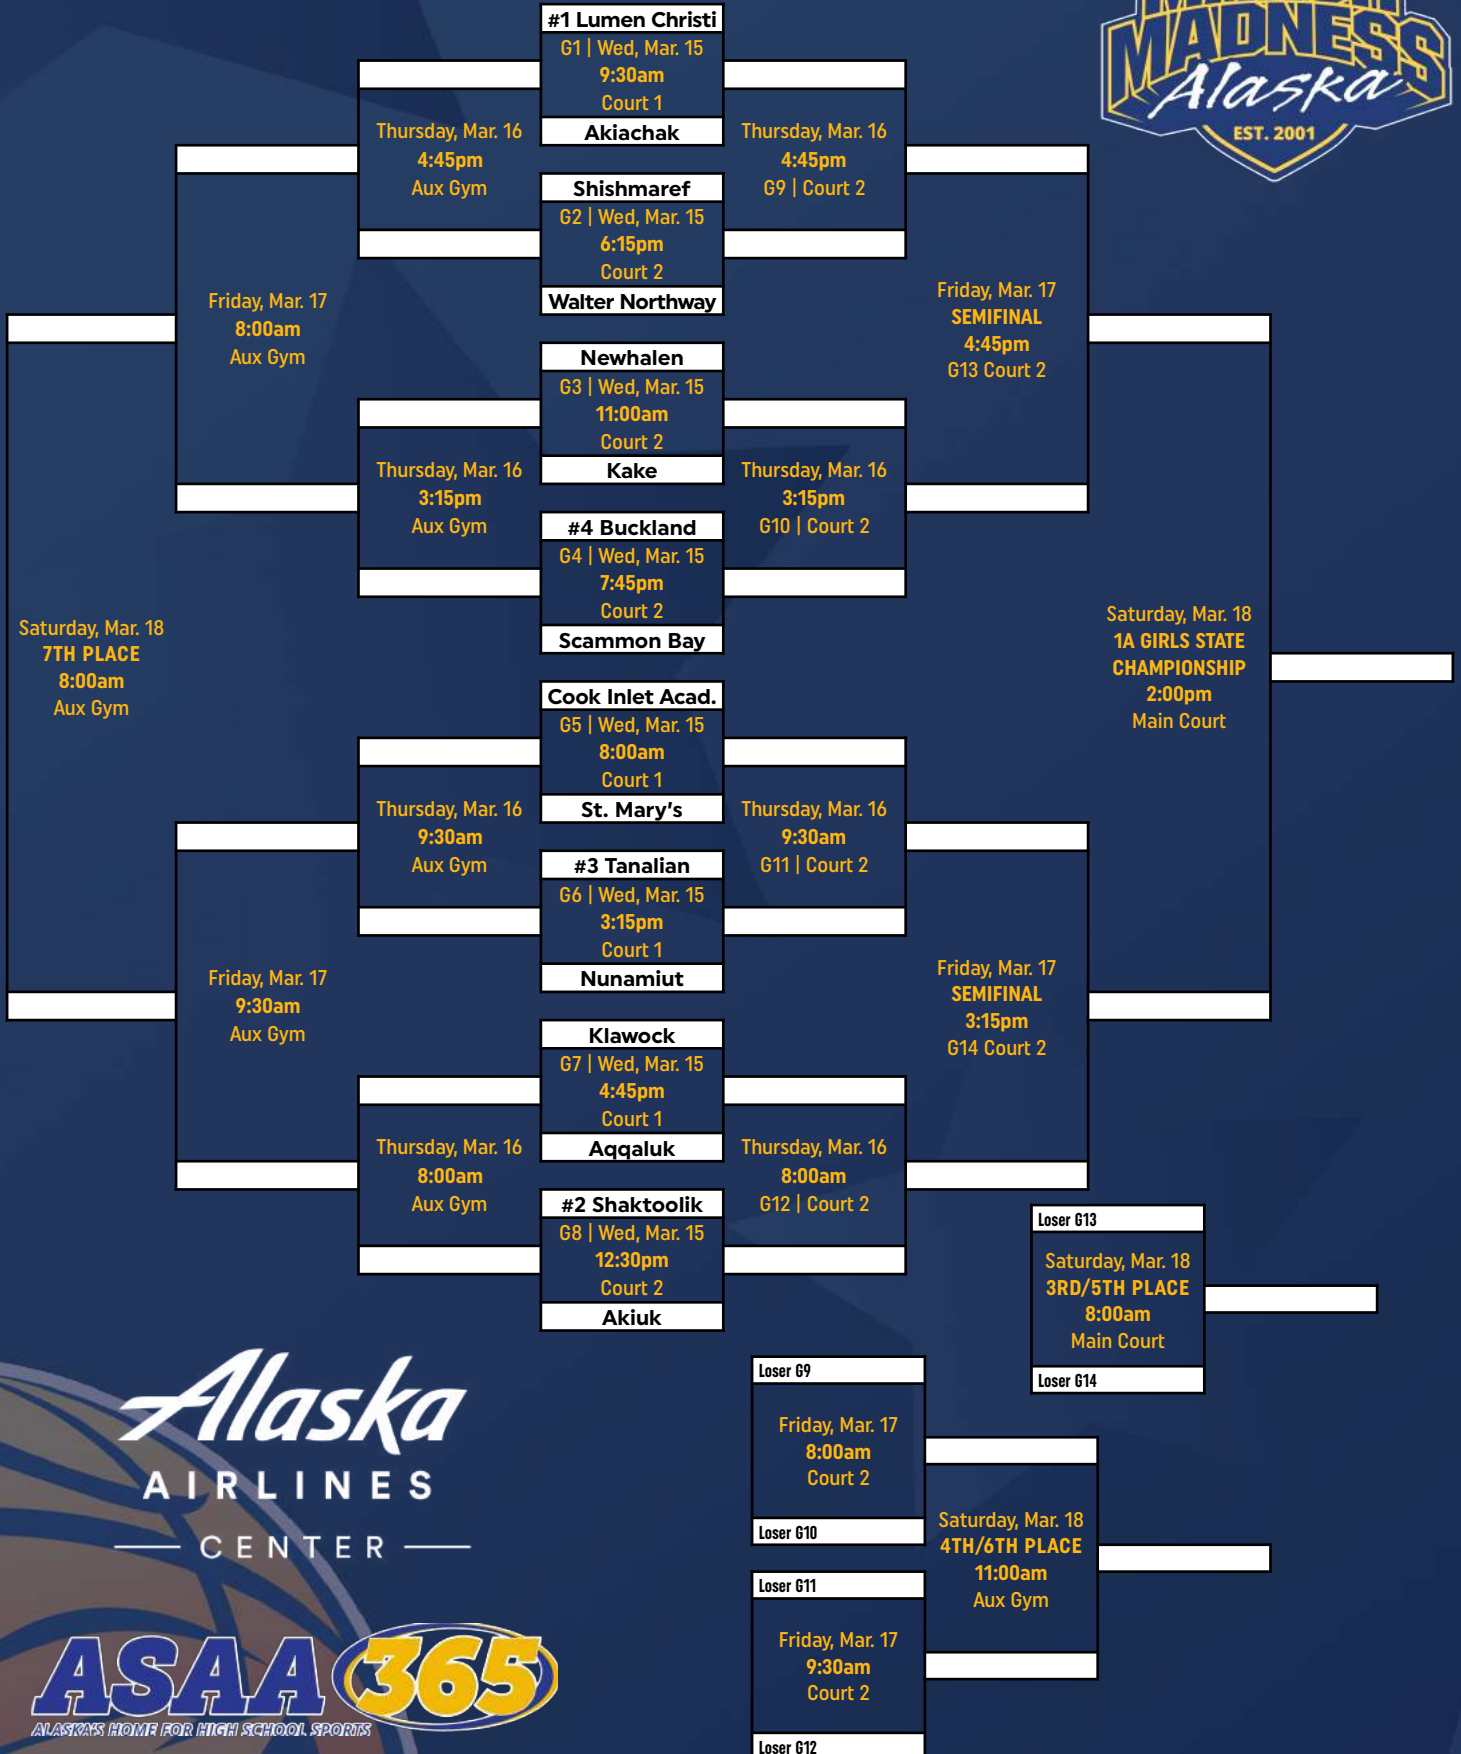 MADNESS
Alaska
EST. 2001
#1 Lumen Christi
G1 | Wed, Mar. 15
9:30am
Court 1
Akiachak
Shishmaref
G2 | Wed, Mar. 15
6:15pm
Court 2
Walter Northway
Newhalen
G3 | Wed, Mar. 15
11:00am
Court 2
Kake
#4 Buckland
G4 | Wed, Mar. 15
7:45pm
Court 2
Scammon Bay
Cook Inlet Acad.
G5 | Wed, Mar. 15
8:00am
Court 1
St. Mary's
#3 Tanalian
G6 | Wed, Mar. 15
3:15pm
Court 1
Nunamiut
Klawock
G7 | Wed, Mar. 15
4:45pm
Court 1
Aqqaluk
#2 Shaktoolik
G8 | Wed, Mar. 15
12:30pm
Court 2
Akiuk
Thursday, Mar. 16
4:45pm
Aux Gym
Thursday, Mar. 16
3:15pm
Aux Gym
Thursday, Mar. 16
9:30am
Aux Gym
Thursday, Mar. 16
8:00am
Aux Gym
Friday, Mar. 17
8:00am
Aux Gym
Friday, Mar. 17
9:30am
Aux Gym
Saturday, Mar. 18
7TH PLACE
8:00am
Aux Gym
Thursday, Mar. 16
4:45pm
G9 | Court 2
Thursday, Mar. 16
3:15pm
G10 | Court 2
Thursday, Mar. 16
9:30am
G11 | Court 2
Thursday, Mar. 16
8:00am
G12 | Court 2
Friday, Mar. 17
SEMIFINAL
4:45pm
G13 Court 2
Friday, Mar. 17
SEMIFINAL
3:15pm
G14 Court 2
Saturday, Mar. 18
1A GIRLS STATE
CHAMPIONSHIP
2:00pm
Main Court
Loser G13
Saturday, Mar. 18
3RD/5TH PLACE
8:00am
Main Court
Loser G14
Loser G9
Friday, Mar. 17
8:00am
Court 2
Loser G10
Loser G11
Friday, Mar. 17
9:30am
Court 2
Loser G12
Saturday, Mar. 18
4TH/6TH PLACE
11:00am
Aux Gym
Alaska
AIRLINES
CENTER
ASAA 365
ALASKA'S HOME FOR HIGH SCHOOL SPORTS